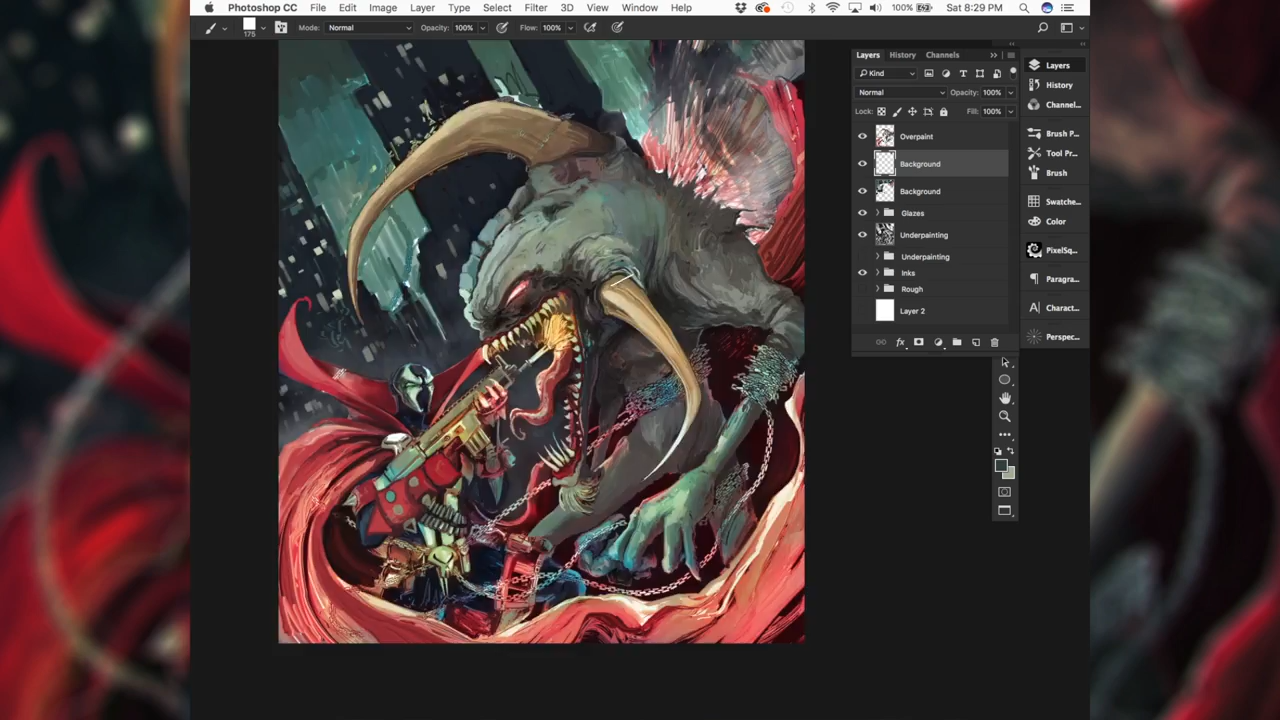 Photoshop CC File Edit Image Layer Type Select Filter 3D View Window Help 100% Sat 8:29 PM
175 Mode: Normal Opacity: 100% Flow: 100%
Layers History Channels
Kind
Normal Opacity: 100%
Lock: Fill: 100%
Overpaint
Background
Background
Glazes
Underpainting
Underpainting
Inks
Rough
Layer 2
fx
Layers
History
Channel...
Brush P...
Tool Pr...
Brush
Swatche...
Color
PixelSq...
Paragra...
Charact...
Perspec...